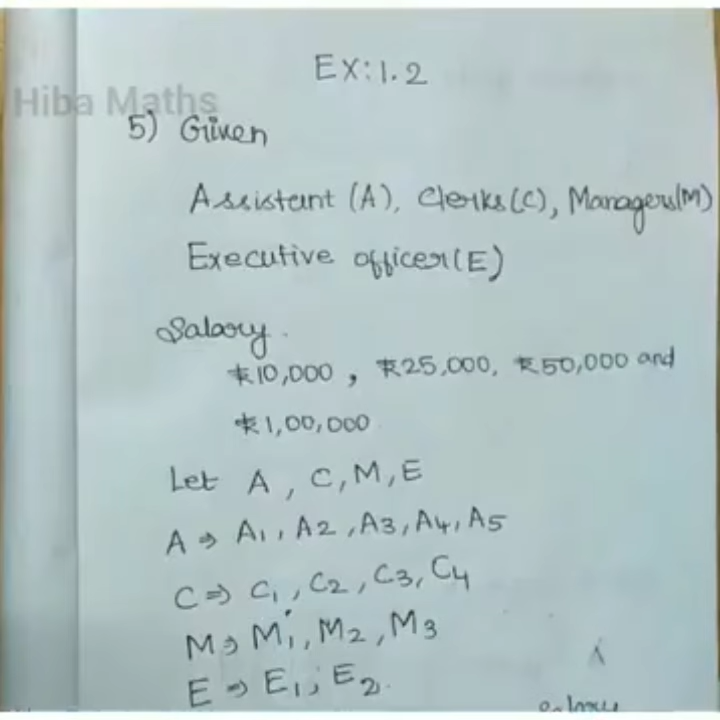 EX:1.2
Hiba Maths
5) Given
Assistant (A), Clerks(C), Managers(M)
Executive officer(E)
Salary.
₹10,000, ₹25,000, ₹50,000 and
₹1,00,000
Let A, C, M, E
A ⇒ A1, A2, A3, A4, A5
C ⇒ C1, C2, C3, C4
M ⇒ M1, M2, M3
E ⇒ E1, E2.